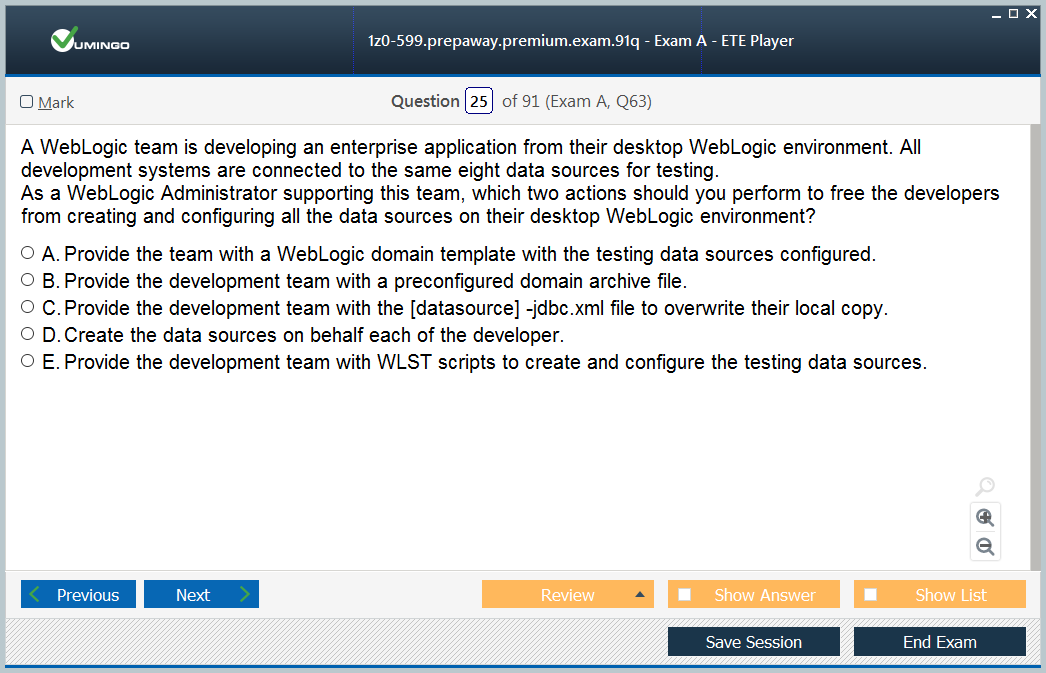 VUMINGO
1z0-599.prepaway.premium.exam.91q - Exam A - ETE Player
Mark
Question 25 of 91 (Exam A, Q63)
A WebLogic team is developing an enterprise application from their desktop WebLogic environment. All
development systems are connected to the same eight data sources for testing.
As a WebLogic Administrator supporting this team, which two actions should you perform to free the developers
from creating and configuring all the data sources on their desktop WebLogic environment?
A. Provide the team with a WebLogic domain template with the testing data sources configured.
B. Provide the development team with a preconfigured domain archive file.
C. Provide the development team with the [datasource] -jdbc.xml file to overwrite their local copy.
D. Create the data sources on behalf each of the developer.
E. Provide the development team with WLST scripts to create and configure the testing data sources.
Previous
Next
Review
Show Answer
Show List
Save Session
End Exam